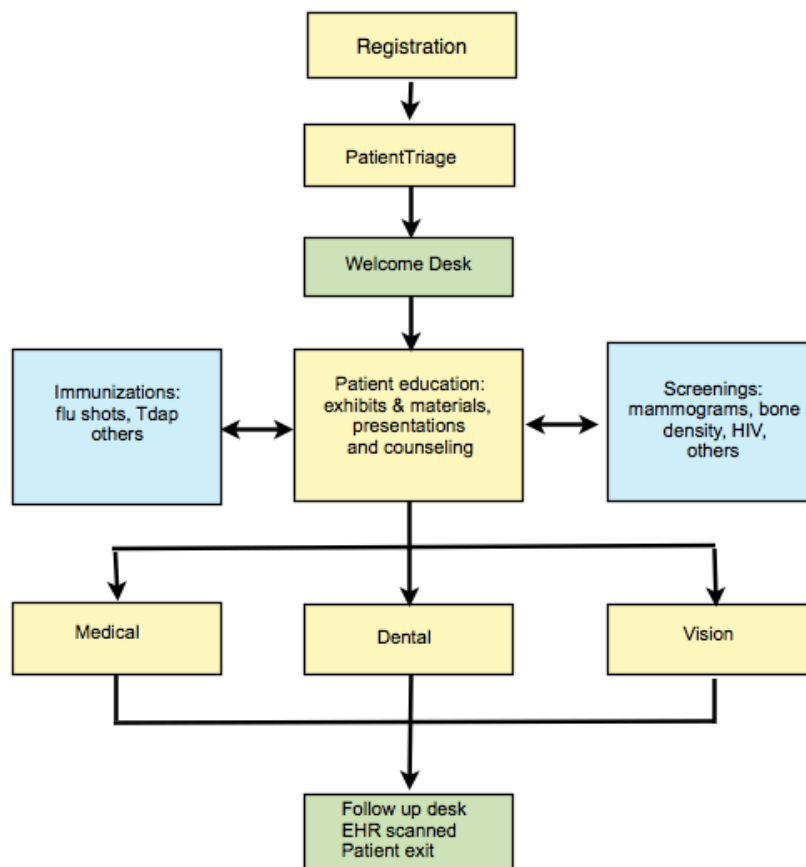 Registration
PatientTriage
Welcome Desk
Immunizations:
flu shots, Tdap
others
Patient education:
exhibits & materials,
presentations
and counseling
Screenings:
mammograms, bone
density, HIV,
others
Medical
Dental
Vision
Follow up desk
EHR scanned
Patient exit